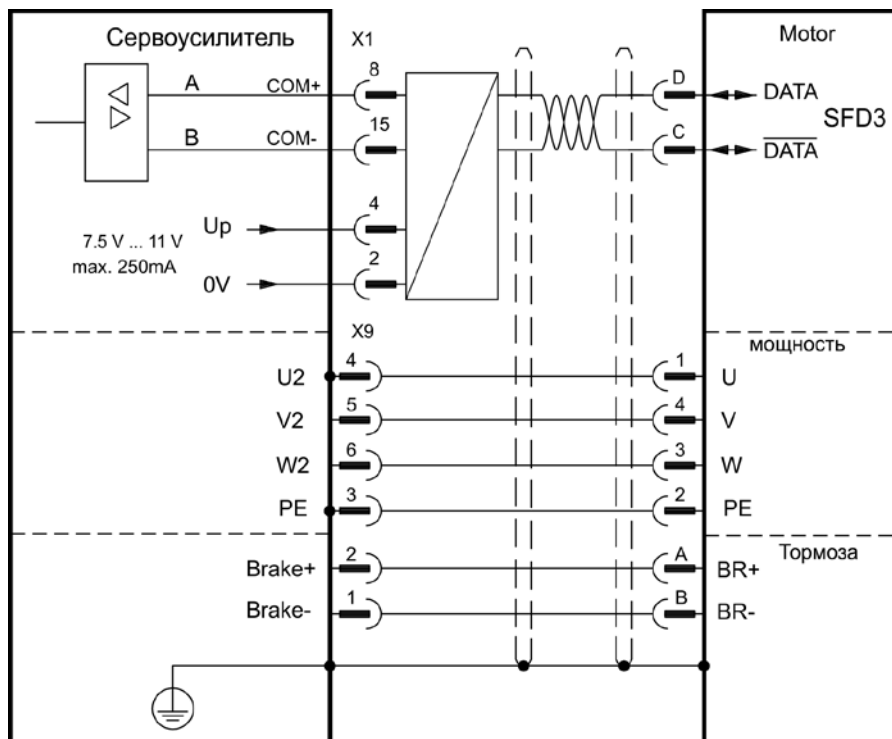 Сервоусилитель X1 Motor
A COM+ 8 D DATA
SFD3
B COM- 15 C DATA
Up 4
7.5 V ... 11 V
max. 250mA
0V 2
X9 мощность
U2 4 1 U
V2 5 4 V
W2 6 3 W
PE 3 2 PE
Тормоза
Brake+ 2 A BR+
Brake- 1 B BR-